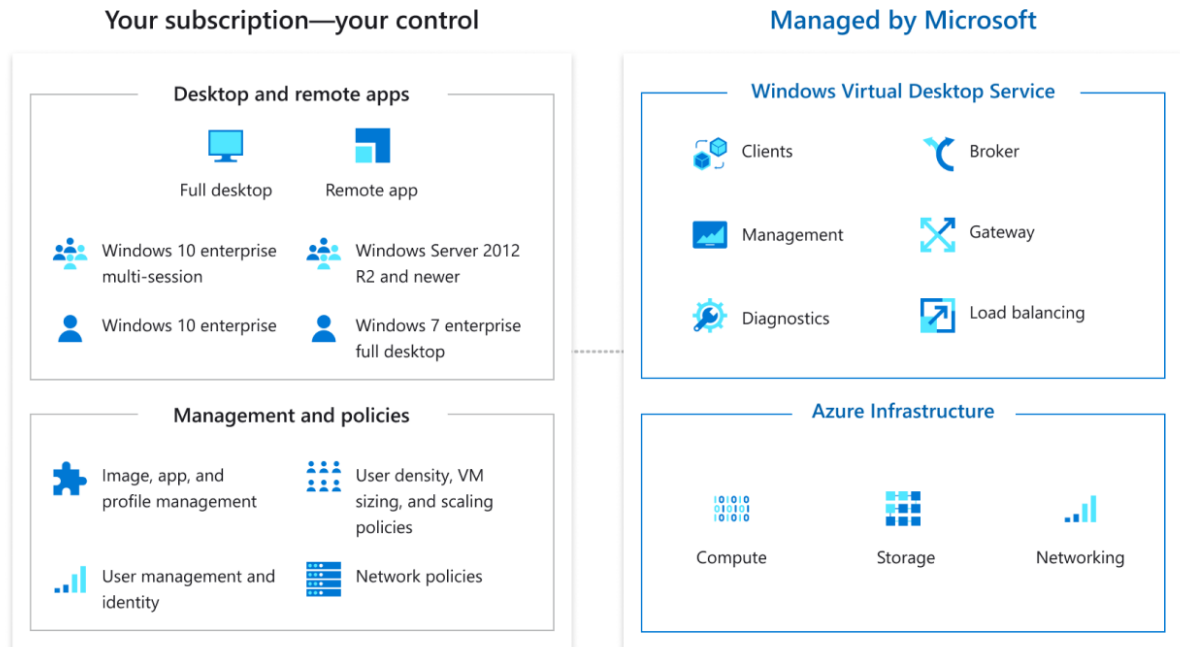 Your subscription—your control
Desktop and remote apps
Full desktop
Remote app
Windows 10 enterprise
multi-session
Windows Server 2012
R2 and newer
Windows 10 enterprise
Windows 7 enterprise
full desktop
Management and policies
Image, app, and
profile management
User density, VM
sizing, and scaling
policies
User management and
identity
Network policies
Managed by Microsoft
Windows Virtual Desktop Service
Clients
Broker
Management
Gateway
Diagnostics
Load balancing
Azure Infrastructure
01010
01010
010101
Compute
Storage
Networking